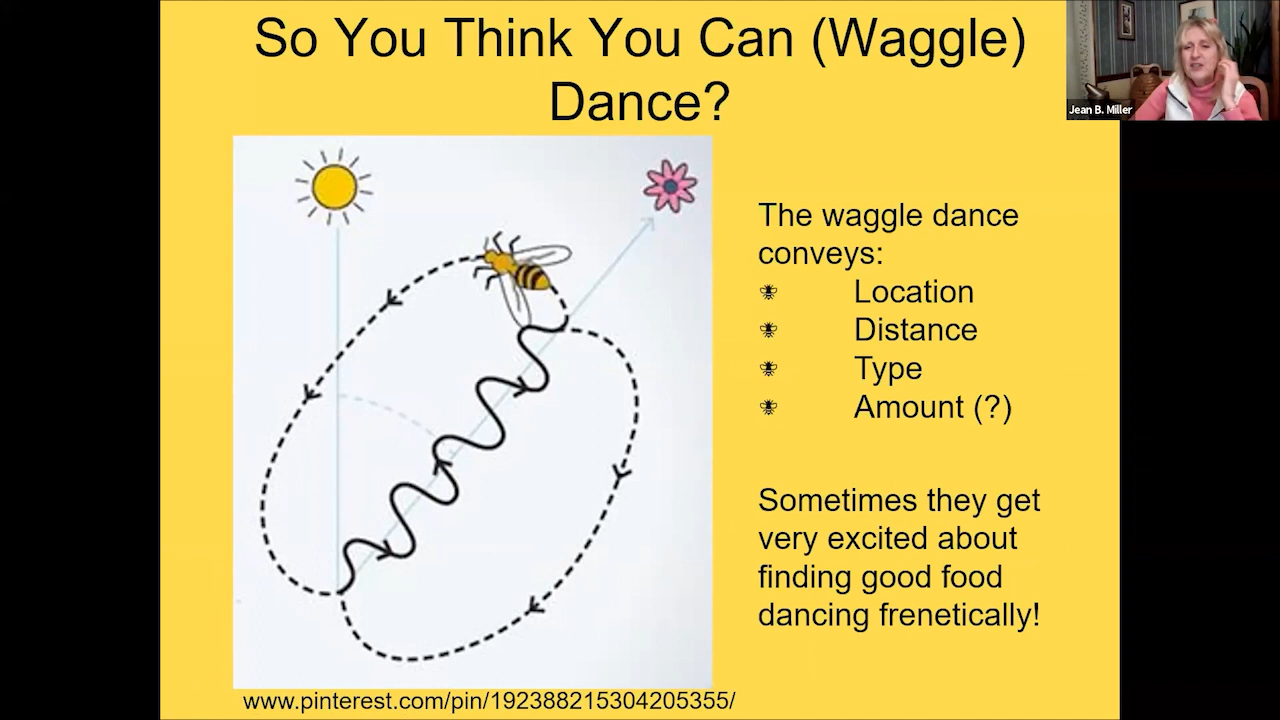 So You Think You Can (Waggle)
Dance?
Jean B. Miller
The waggle dance
conveys:
Location
Distance
Type
Amount (?)
Sometimes they get
very excited about
finding good food
dancing frenetically!
www.pinterest.com/pin/192388215304205355/